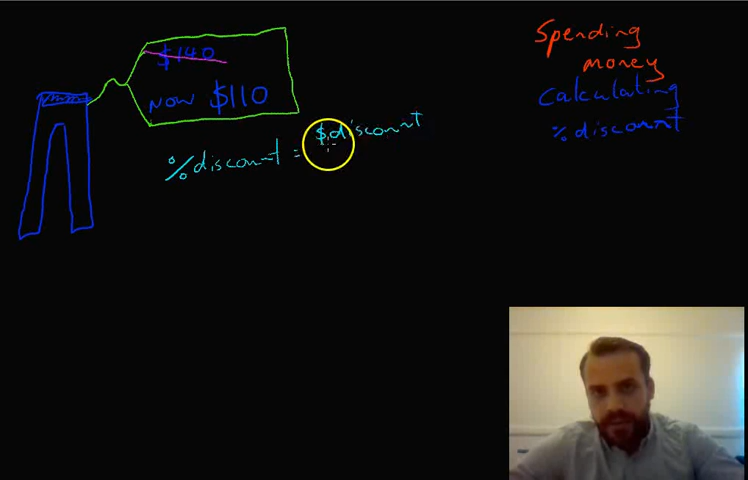 $140
NOW $110
% discount = $ discount
Spending
money
Calculating
% discount